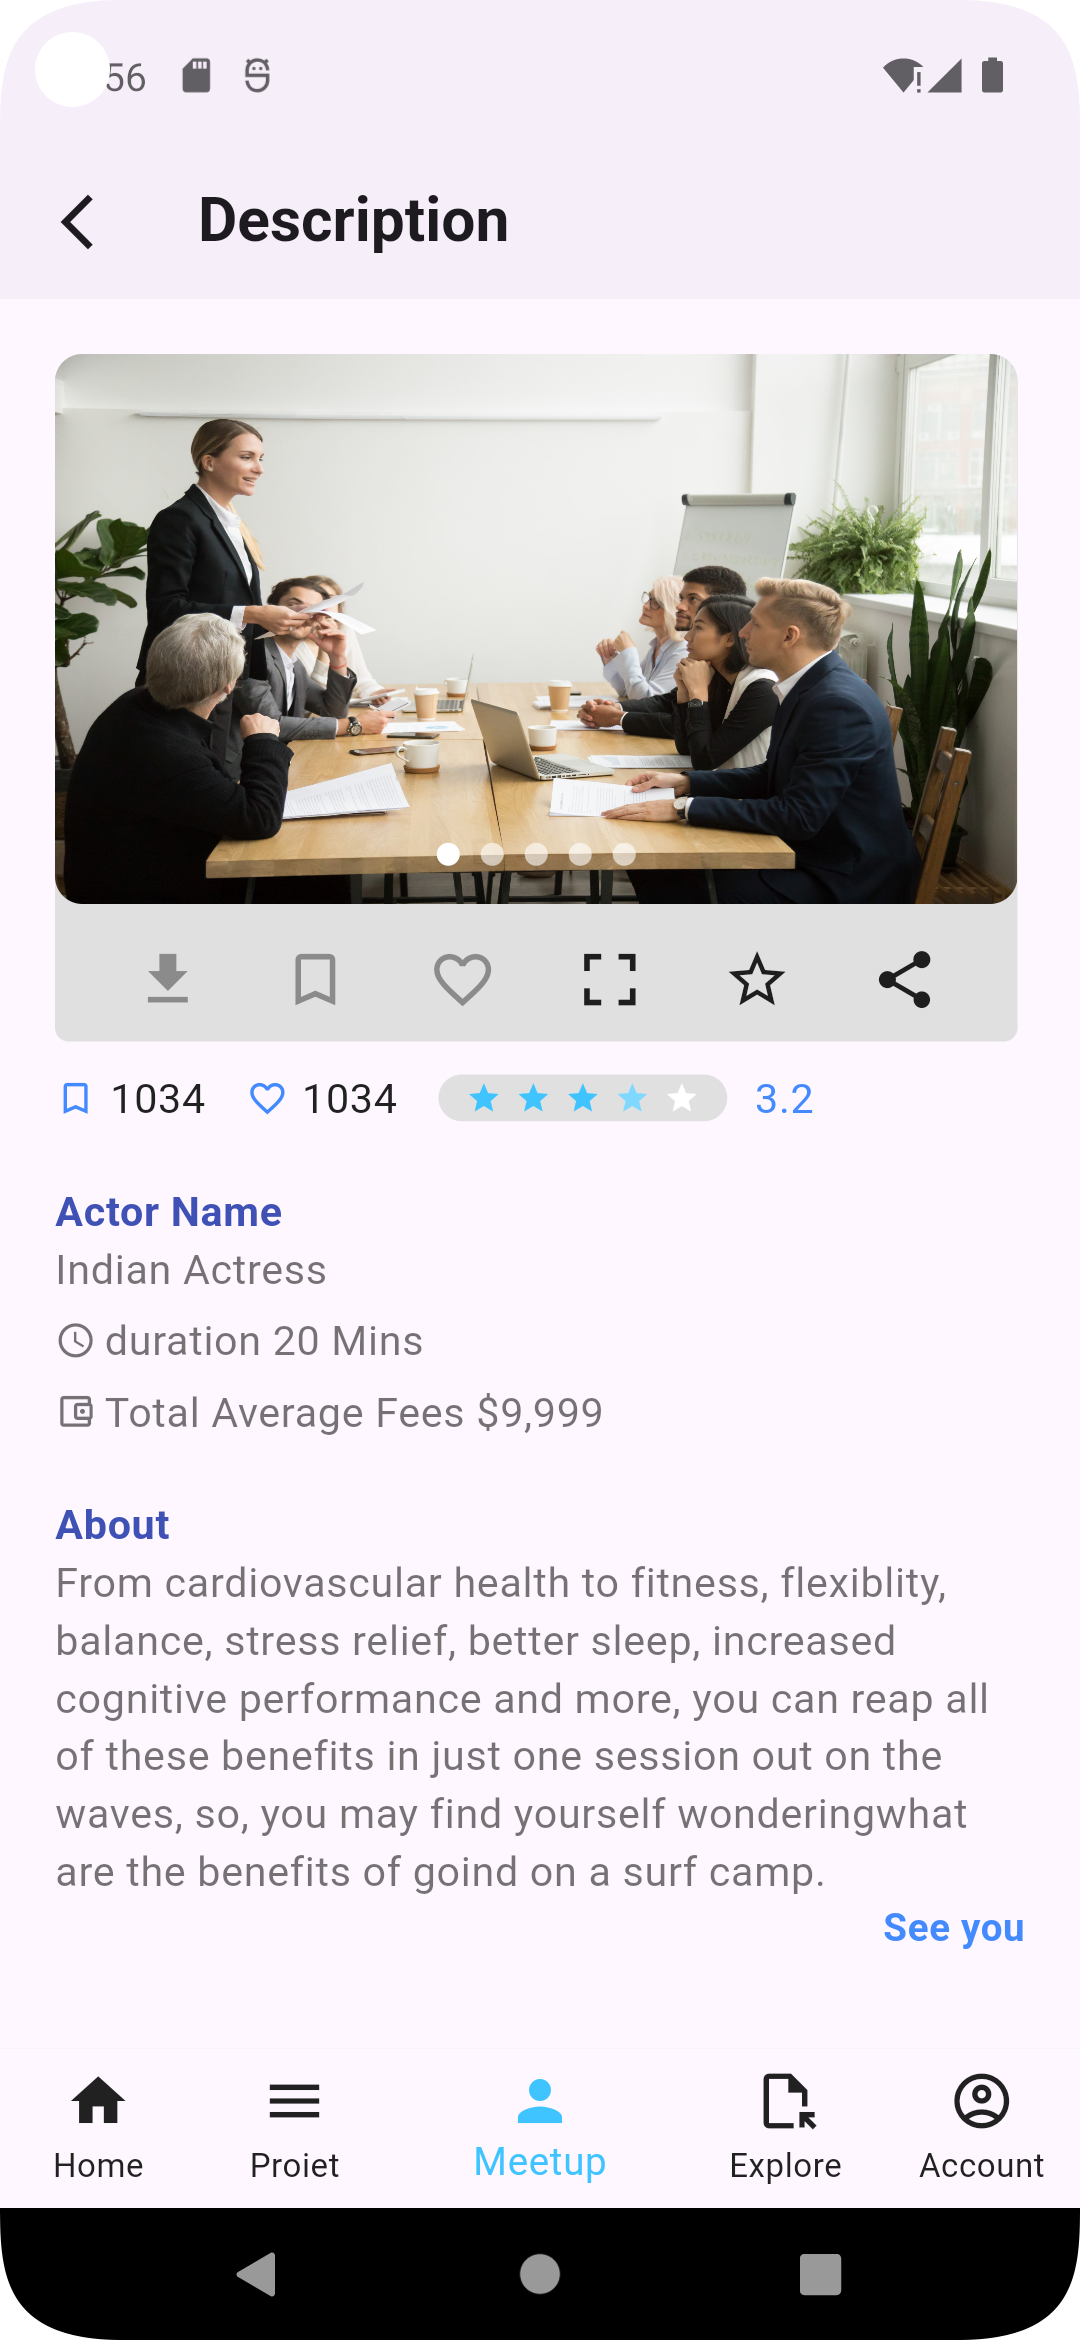 56
Description
1034 1034 3.2
Actor Name
Indian Actress
duration 20 Mins
Total Average Fees $9,999
About
From cardiovascular health to fitness, flexiblity,
balance, stress relief, better sleep, increased
cognitive performance and more, you can reap all
of these benefits in just one session out on the
waves, so, you may find yourself wonderingwhat
are the benefits of goind on a surf camp.
See you
Home Proiet Meetup Explore Account